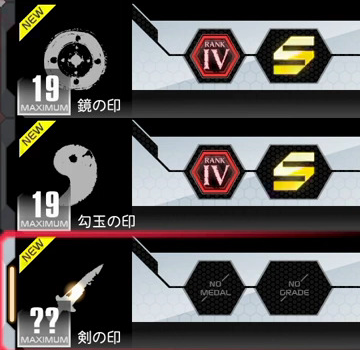 NEW
19
MAXIMUM
鏡の印
RANK
IV
S
NEW
19
MAXIMUM
勾玉の印
RANK
IV
S
NEW
??
MAXIMUM
剣の印
NO
MEDAL
NO
GRADE